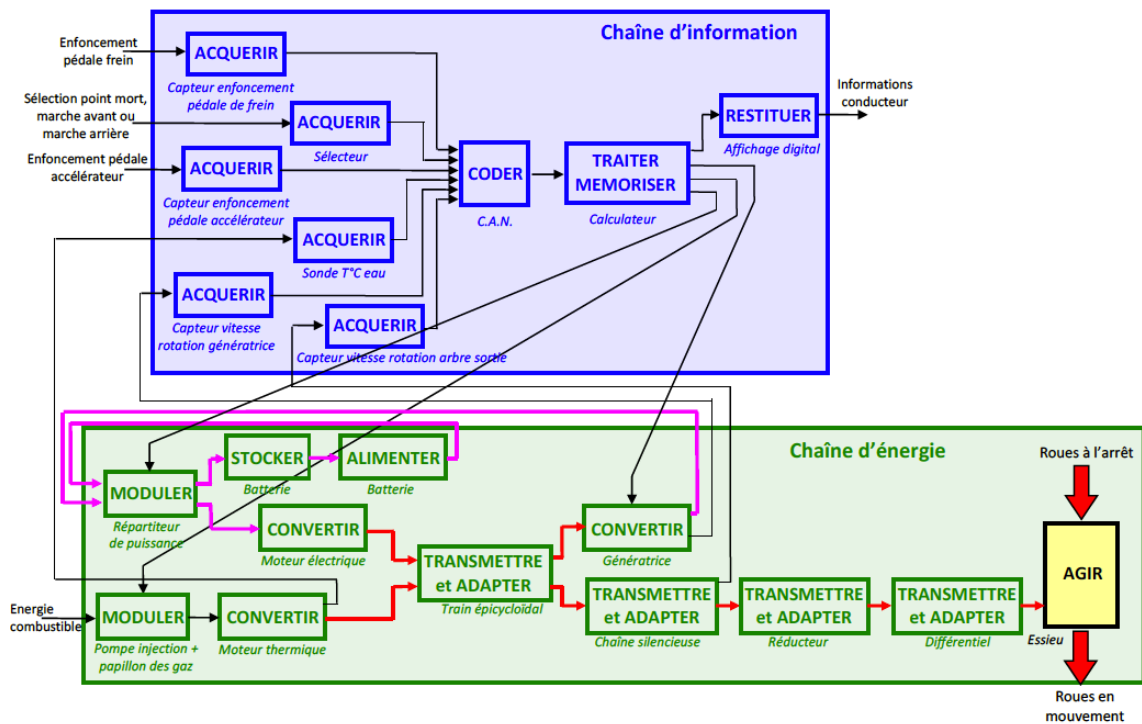 Chaîne d'information
Enfoncement
pédale frein
ACQUERIR
Capteur enfoncement
pédale de frein
Sélection point mort,
marche avant ou
marche arrière
ACQUERIR
Sélecteur
Enfoncement pédale
accélérateur
ACQUERIR
Capteur enfoncement
pédale accélérateur
ACQUERIR
Sonde T°C eau
ACQUERIR
Capteur vitesse
rotation génératrice
ACQUERIR
Capteur vitesse rotation arbre sortie
CODER
C.A.N.
TRAITER
MEMORISER
Calculateur
RESTITUER
Affichage digital
Informations
conducteur
Chaîne d'énergie
MODULER
Répartiteur
de puissance
STOCKER
Batterie
ALIMENTER
Batterie
CONVERTIR
Moteur électrique
Energie
combustible
MODULER
Pompe injection +
papillon des gaz
CONVERTIR
Moteur thermique
TRANSMETTRE
et ADAPTER
Train épicycloïdal
CONVERTIR
Génératrice
TRANSMETTRE
et ADAPTER
Chaîne silencieuse
TRANSMETTRE
et ADAPTER
Réducteur
TRANSMETTRE
et ADAPTER
Différentiel
Roues à l'arrêt
AGIR
Essieu
Roues en
mouvement